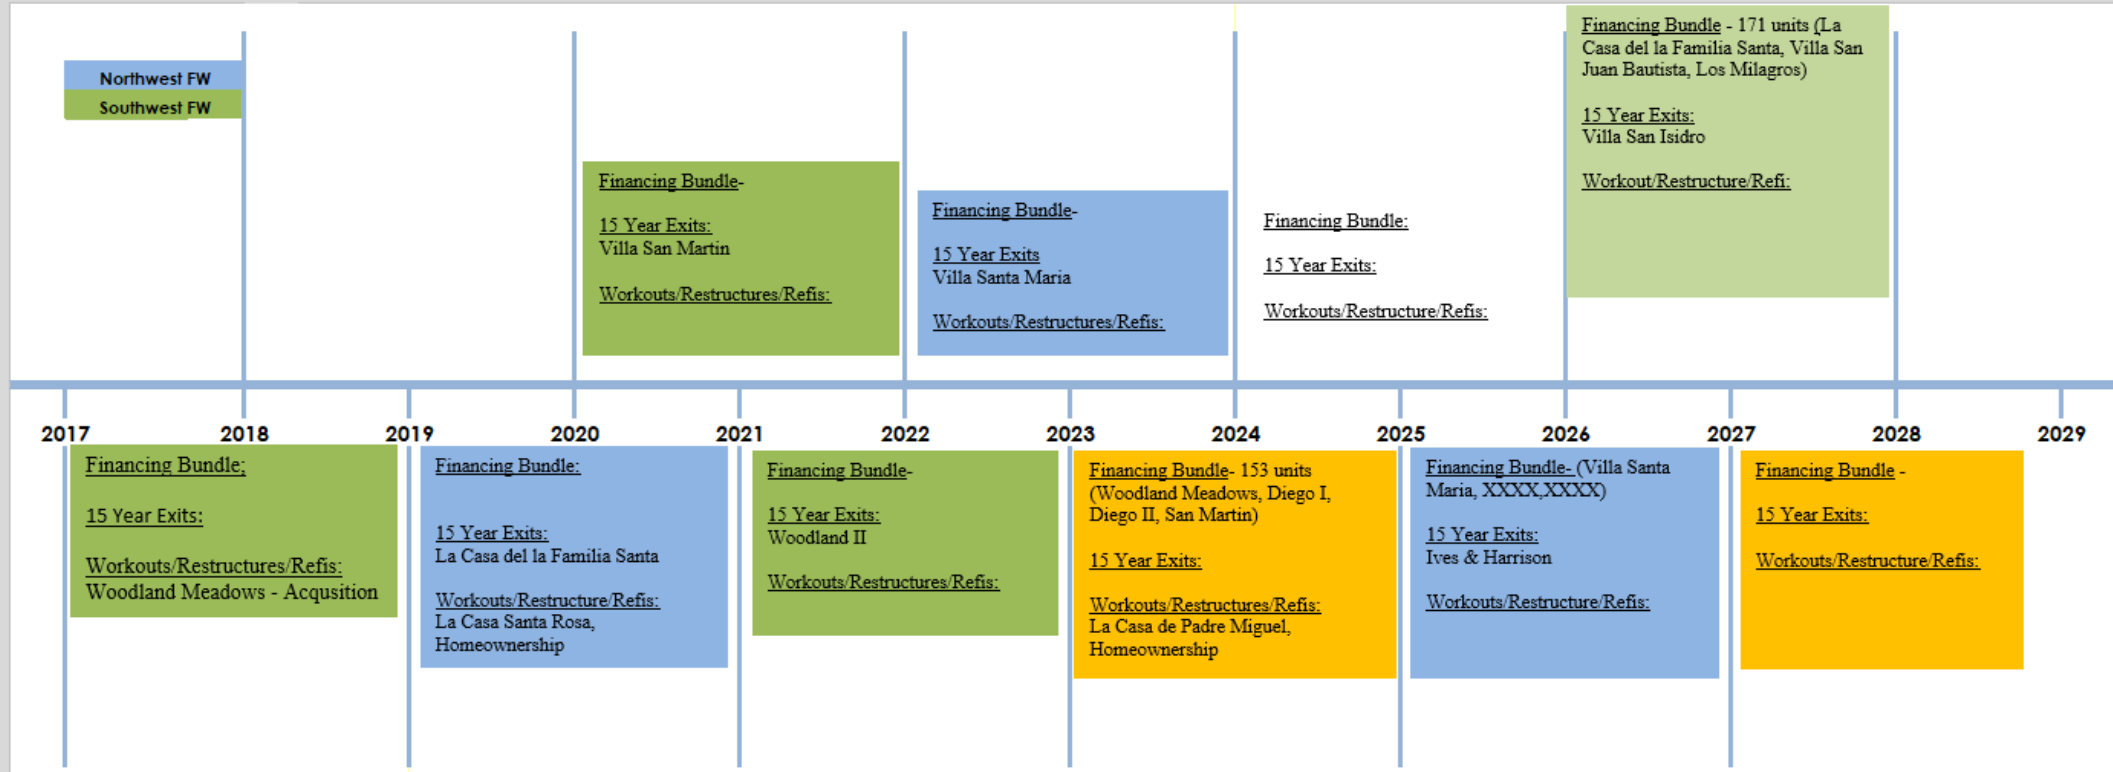 Northwest FW
Southwest FW
Financing Bundle-
15 Year Exits:
Villa San Martin
Workouts/Restructures/Refis:
Financing Bundle-
15 Year Exits
Villa Santa Maria
Workouts/Restructures/Refis:
Financing Bundle:
15 Year Exits:
Workouts/Restructure/Refis:
Financing Bundle - 171 units (La
Casa del la Familia Santa, Villa San
Juan Bautista, Los Milagros)
15 Year Exits:
Villa San Isidro
Workout/Restructure/Refi:
2017 2018 2019 2020 2021 2022 2023 2024 2025 2026 2027 2028 2029
Financing Bundle;
15 Year Exits:
Workouts/Restructures/Refis:
Woodland Meadows - Acqusition
Financing Bundle:
15 Year Exits:
La Casa del la Familia Santa
Workouts/Restructure/Refis:
La Casa Santa Rosa,
Homeownership
Financing Bundle-
15 Year Exits:
Woodland II
Workouts/Restructures/Refis:
Financing Bundle- 153 units
(Woodland Meadows, Diego I,
Diego II, San Martin)
15 Year Exits:
Workouts/Restructures/Refis:
La Casa de Padre Miguel,
Homeownership
Financing Bundle- (Villa Santa
Maria, XXXX,XXXX)
15 Year Exits:
Ives & Harrison
Workouts/Restructure/Refis:
Financing Bundle -
15 Year Exits:
Workouts/Restructure/Refis: